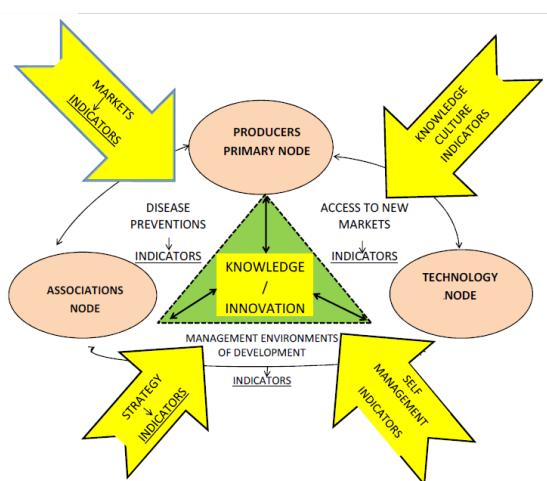 MARKETS
INDICATORS
KNOWLEDGE
CULTURE
INDICATORS
PRODUCERS
PRIMARY NODE
DISEASE
PREVENTIONS
INDICATORS
ACCESS TO NEW
MARKETS
INDICATORS
KNOWLEDGE
/
INNOVATION
ASSOCIATIONS
NODE
TECHNOLOGY
NODE
MANAGEMENT ENVIRONMENTS
OF DEVELOPMENT
INDICATORS
STRATEGY
INDICATORS
SELF
MANAGEMENT
INDICATORS